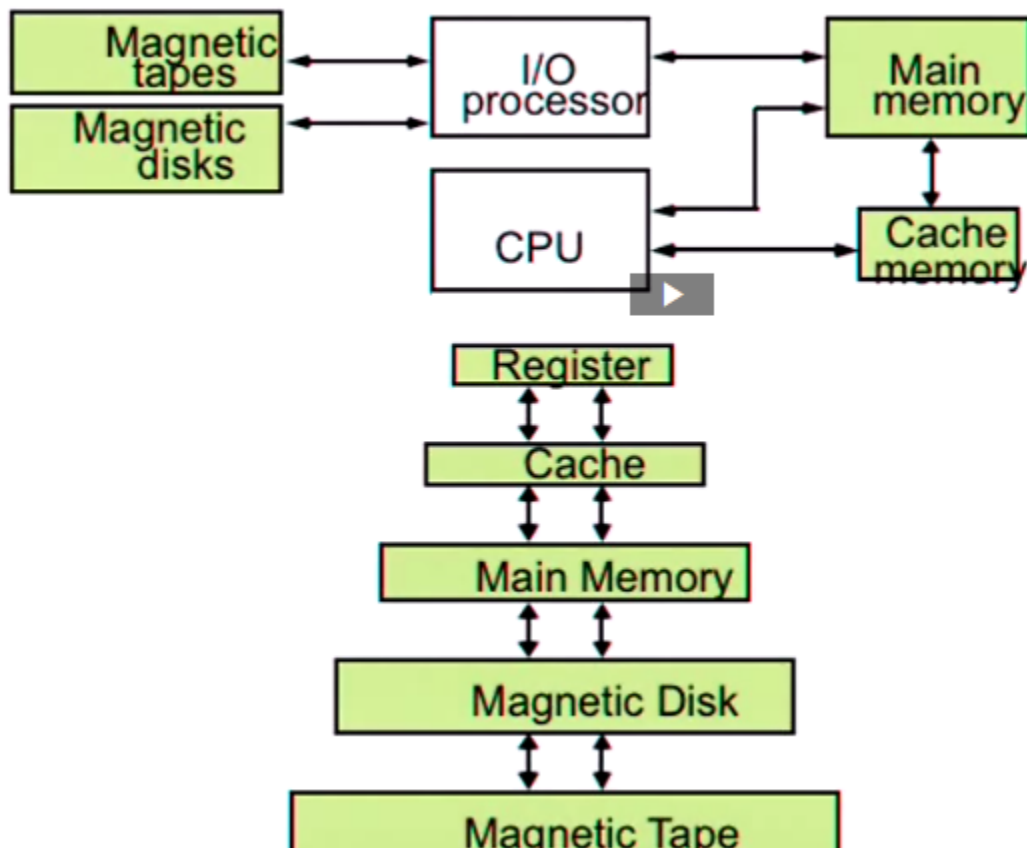 Magnetic
tapes
I/O
processor
Main
memory
Magnetic
disks
CPU
Cache
memory
Register
Cache
Main Memory
Magnetic Disk
Magnetic Tape